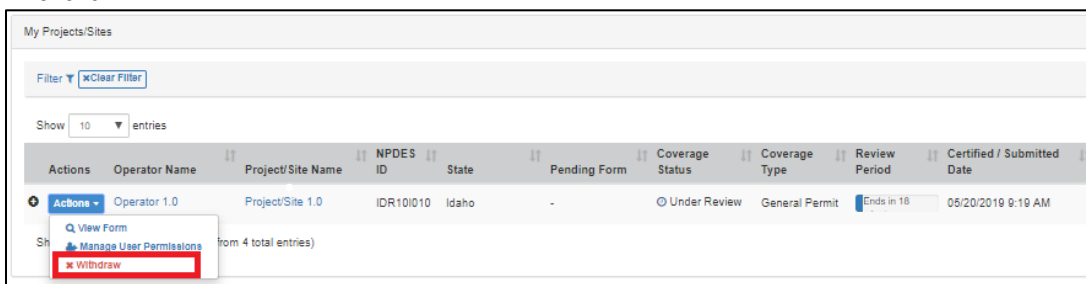 My Projects/Sites
Filter ✖Clear Filter
Show 10 entries
Actions Operator Name Project/Site Name NPDES ID State Pending Form Coverage Status Coverage Type Review Period Certified / Submitted Date
Actions Operator 1.0 Project/Site 1.0 IDR10I010 Idaho - Under Review General Permit Ends in 18 05/20/2019 9:19 AM
View Form
Manage User Permissions from 4 total entries)
✖ Withdraw